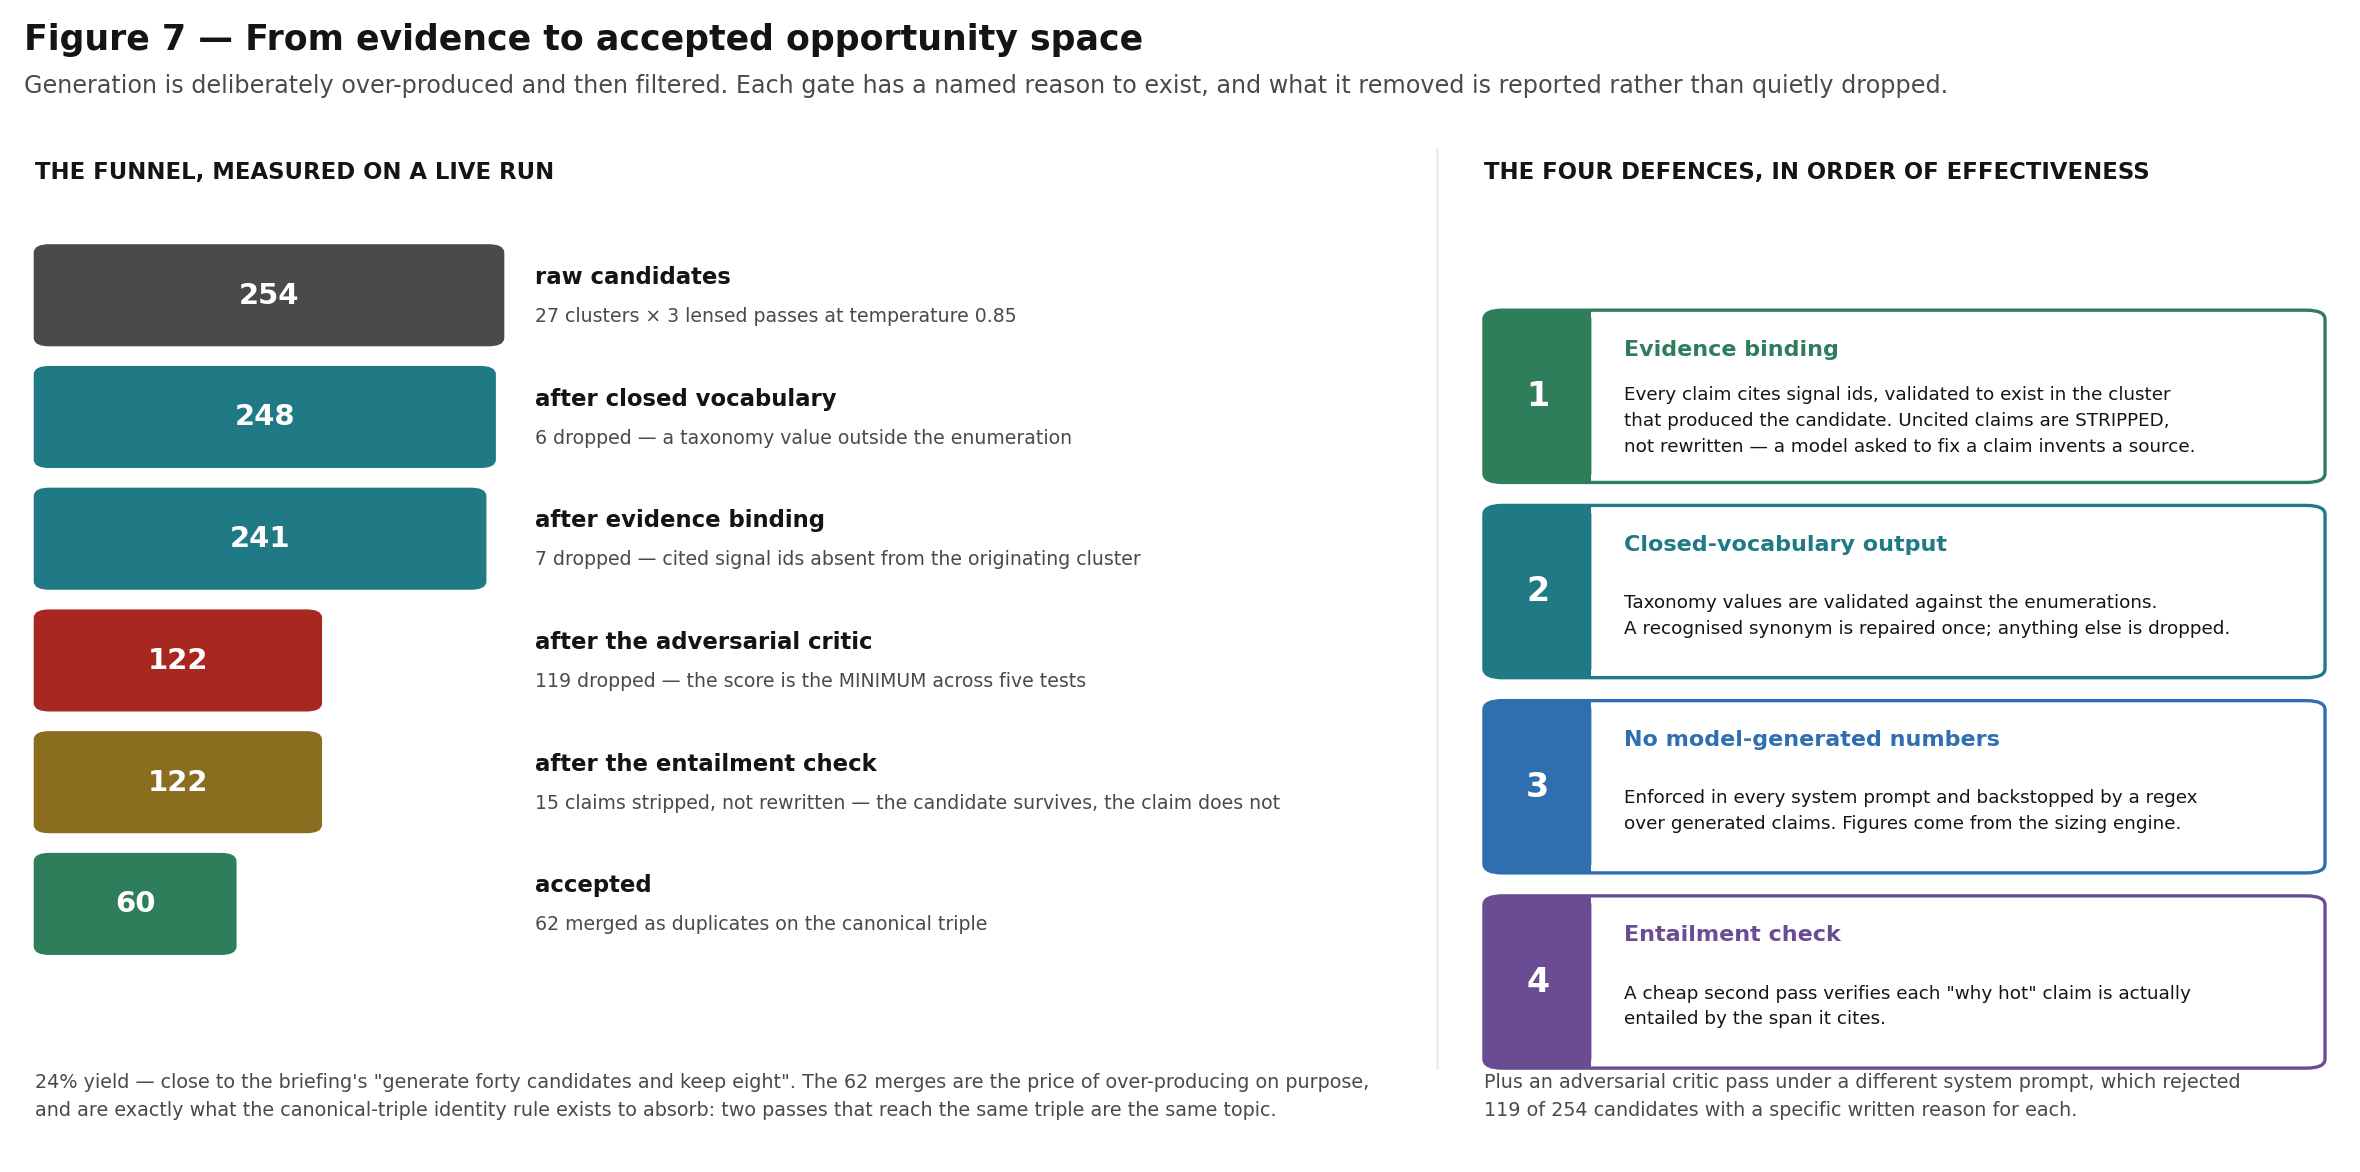 Figure 7 — From evidence to accepted opportunity space
Generation is deliberately over-produced and then filtered. Each gate has a named reason to exist, and what it removed is reported rather than quietly dropped.
THE FUNNEL, MEASURED ON A LIVE RUN
254
raw candidates
27 clusters × 3 lensed passes at temperature 0.85
248
after closed vocabulary
6 dropped — a taxonomy value outside the enumeration
241
after evidence binding
7 dropped — cited signal ids absent from the originating cluster
122
after the adversarial critic
119 dropped — the score is the MINIMUM across five tests
122
after the entailment check
15 claims stripped, not rewritten — the candidate survives, the claim does not
60
accepted
62 merged as duplicates on the canonical triple
24% yield — close to the briefing's "generate forty candidates and keep eight". The 62 merges are the price of over-producing on purpose,
and are exactly what the canonical-triple identity rule exists to absorb: two passes that reach the same triple are the same topic.
THE FOUR DEFENCES, IN ORDER OF EFFECTIVENESS
1
Evidence binding
Every claim cites signal ids, validated to exist in the cluster
that produced the candidate. Uncited claims are STRIPPED,
not rewritten — a model asked to fix a claim invents a source.
2
Closed-vocabulary output
Taxonomy values are validated against the enumerations.
A recognised synonym is repaired once; anything else is dropped.
3
No model-generated numbers
Enforced in every system prompt and backstopped by a regex
over generated claims. Figures come from the sizing engine.
4
Entailment check
A cheap second pass verifies each "why hot" claim is actually
entailed by the span it cites.
Plus an adversarial critic pass under a different system prompt, which rejected
119 of 254 candidates with a specific written reason for each.